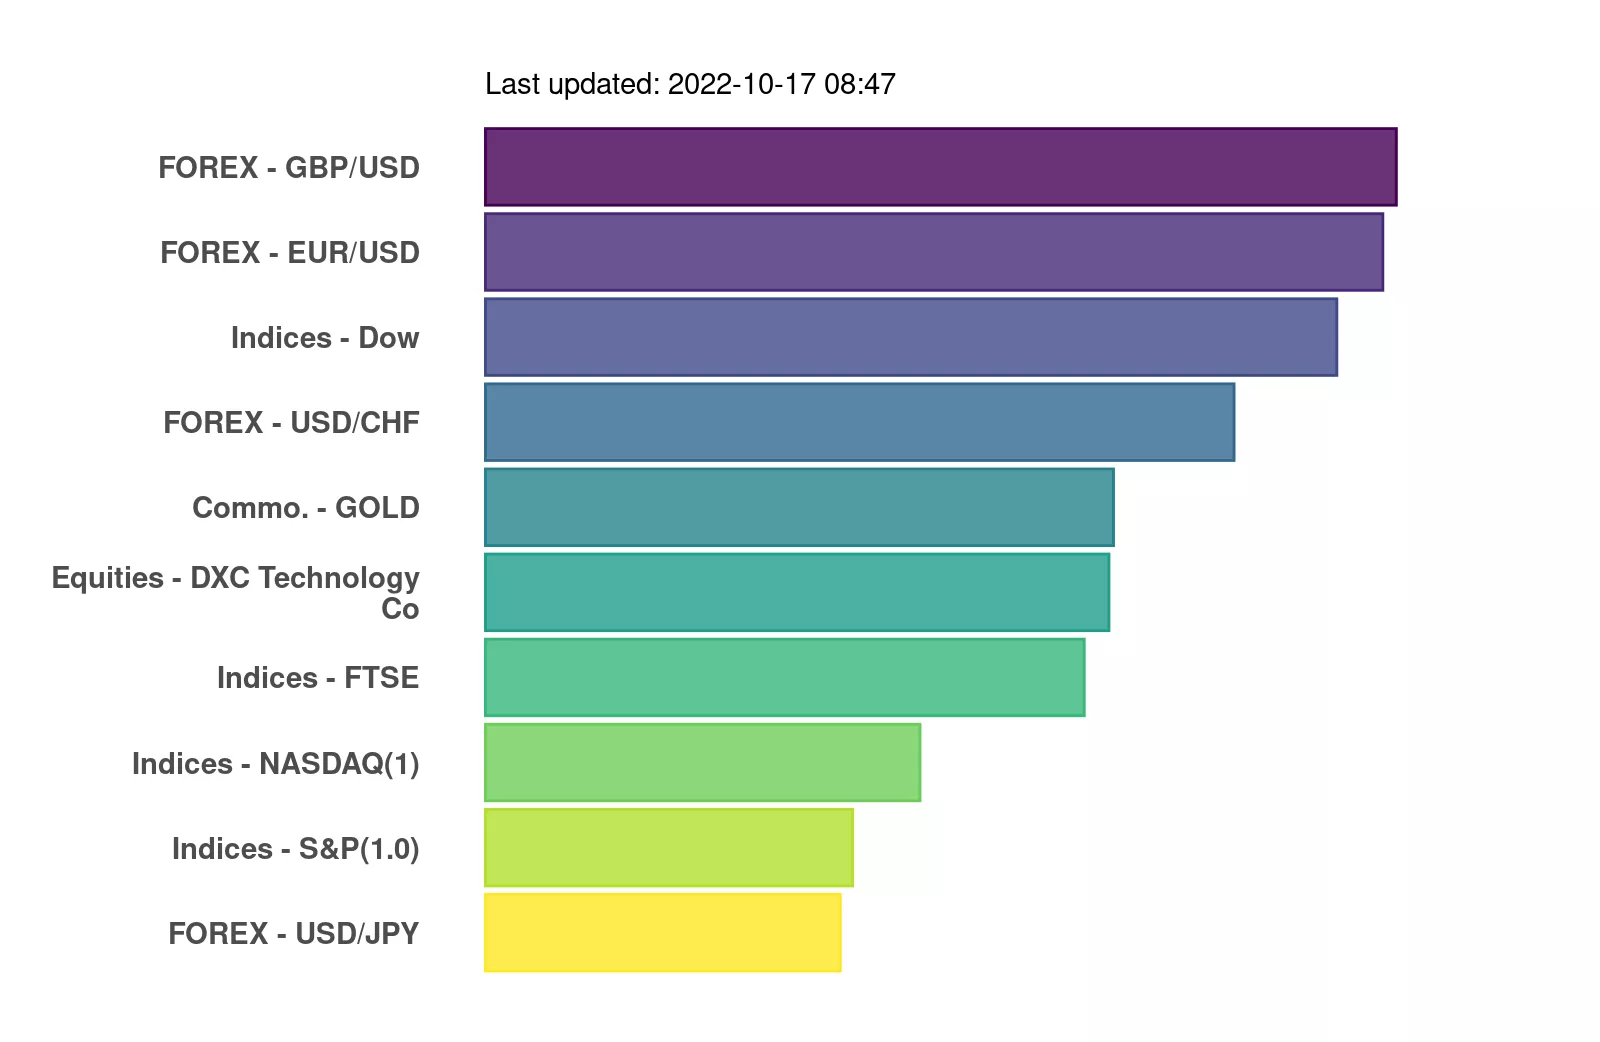 Last updated: 2022-10-17 08:47
FOREX - GBP/USD
FOREX - EUR/USD
Indices - Dow
FOREX - USD/CHF
Commo. - GOLD
Equities - DXC Technology
Co
Indices - FTSE
Indices - NASDAQ(1)
Indices - S&P(1.0)
FOREX - USD/JPY